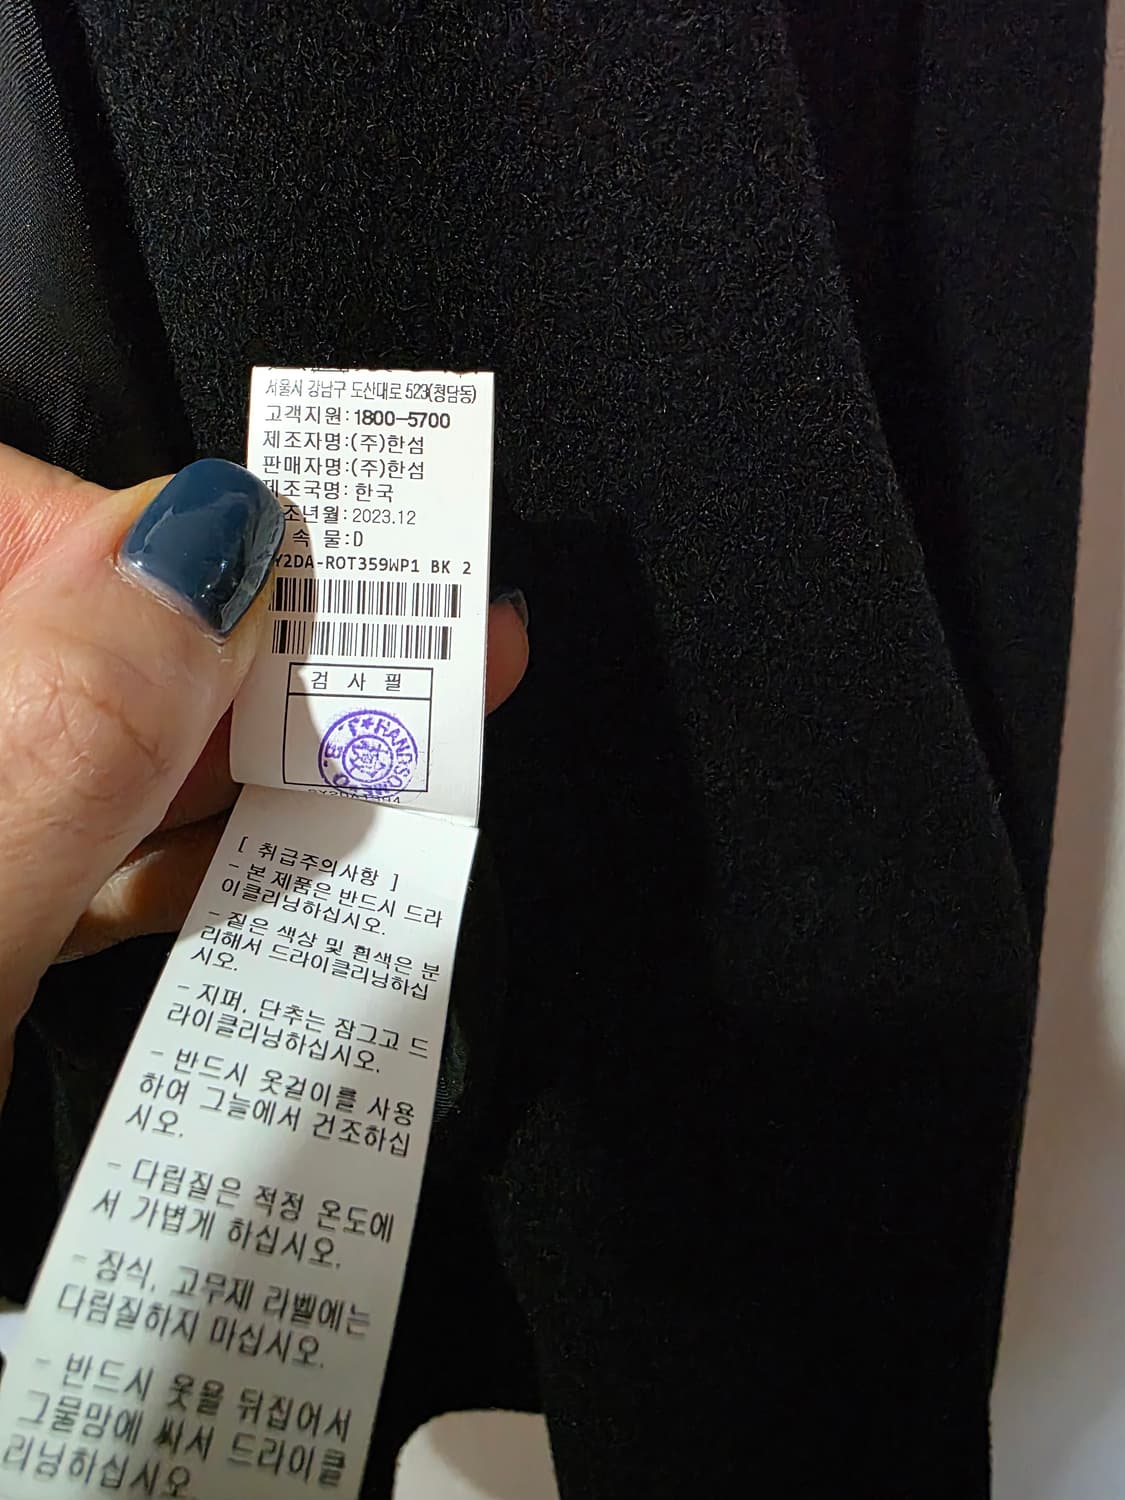 서울시 강남구 도산대로 523(청담동)
고객지원:1800-5700
제조자명:(주)한섬
판매자명:(주)한섬
제조국명: 한국
조년월:2023.12
속 물:D
Y2DA-ROT359WP1 BK 2
검 사 필
HANDSOME
[ 취급주의사항 ]
- 본 제품은 반드시 드라
이클리닝하십시오.
- 짙은 색상 및 흰색은 분
리해서 드라이클리닝하십
시오.
- 지퍼, 단추는 잠그고 드
라이클리닝하십시오.
- 반드시 옷걸이를 사용
하여 그늘에서 건조하십
시오.
- 다림질은 적정 온도에
서 가볍게 하십시오.
- 장식, 고무제 라벨에는
다림질하지 마십시오.
- 반드시 옷을 뒤집어서
그물망에 싸서 드라이클
리닝하십시오.